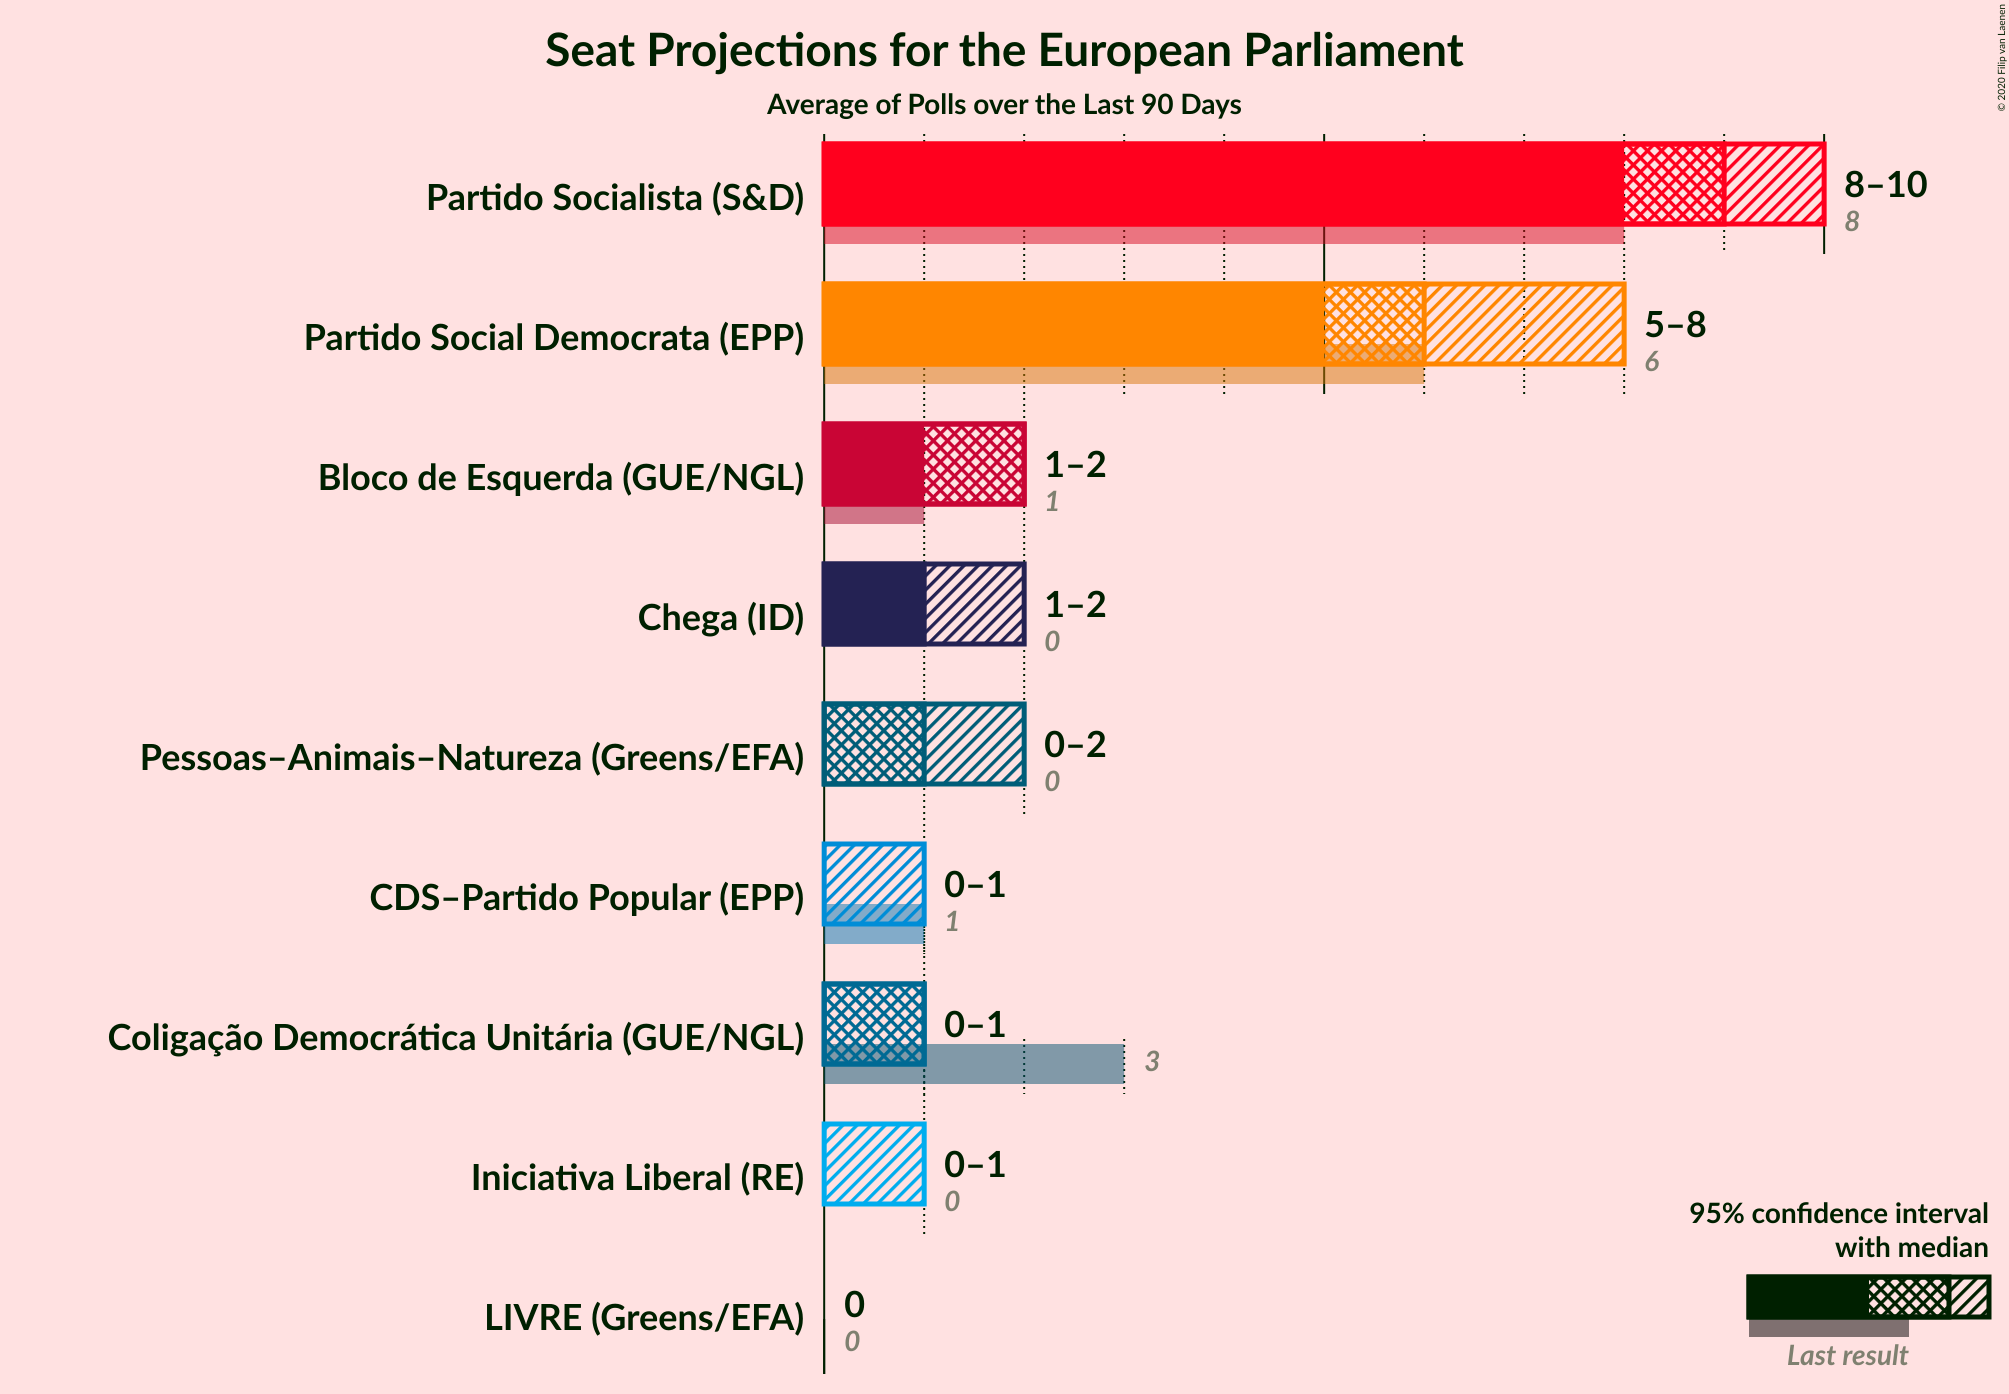 © 2020 Filip van Laenen
Seat Projections for the European Parliament
Average of Polls over the Last 90 Days
Partido Socialista (S&D)
8–10
8
Partido Social Democrata (EPP)
5–8
6
Bloco de Esquerda (GUE/NGL)
1–2
1
Chega (ID)
1–2
0
Pessoas–Animais–Natureza (Greens/EFA)
0–2
0
CDS–Partido Popular (EPP)
0–1
1
Coligação Democrática Unitária (GUE/NGL)
0–1
3
Iniciativa Liberal (RE)
0–1
0
LIVRE (Greens/EFA)
0
0
95% confidence interval
with median
Last result